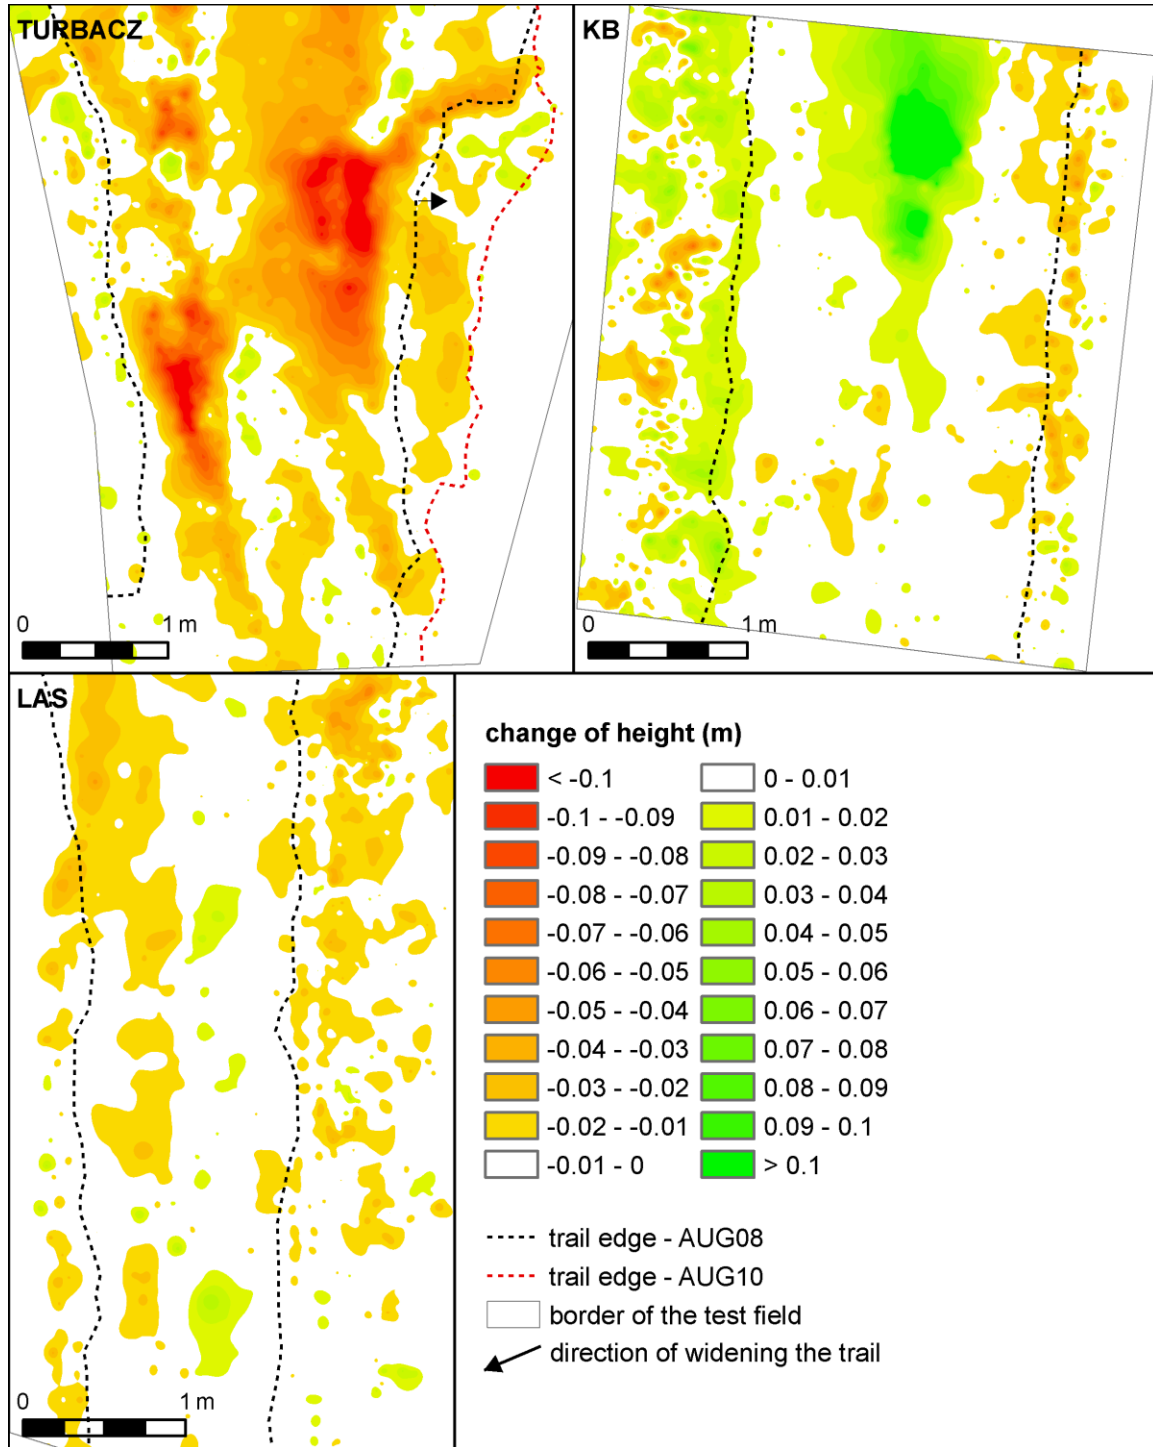 TURBACZ
KB
0 1 m
0 1 m
LAS
0 1 m
change of height (m)
< -0.1
-0.1 - -0.09
-0.09 - -0.08
-0.08 - -0.07
-0.07 - -0.06
-0.06 - -0.05
-0.05 - -0.04
-0.04 - -0.03
-0.03 - -0.02
-0.02 - -0.01
-0.01 - 0
0 - 0.01
0.01 - 0.02
0.02 - 0.03
0.03 - 0.04
0.04 - 0.05
0.05 - 0.06
0.06 - 0.07
0.07 - 0.08
0.08 - 0.09
0.09 - 0.1
> 0.1
trail edge - AUG08
trail edge - AUG10
border of the test field
direction of widening the trail